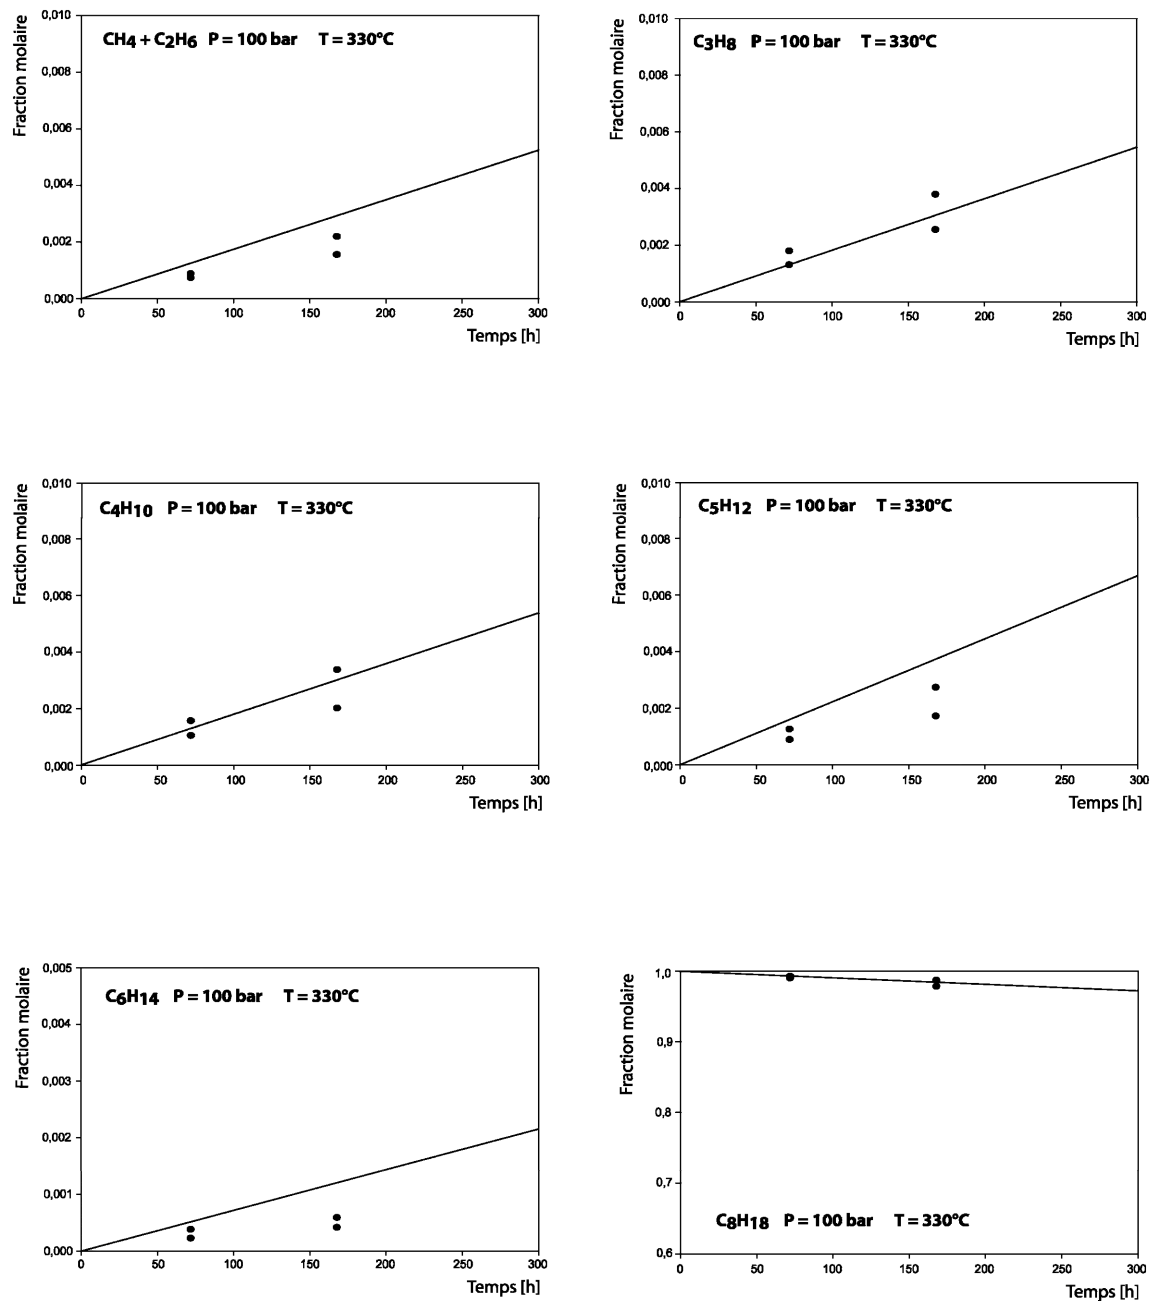 CH4 + C2H6 P = 100 bar T = 330°C
Fraction molaire
0,010
0,008
0,006
0,004
0,002
0,000
0 50 100 150 200 250 300
Temps [h]
C3H8 P = 100 bar T = 330°C
Fraction molaire
0,010
0,008
0,006
0,004
0,002
0,000
0 50 100 150 200 250 300
Temps [h]
C4H10 P = 100 bar T = 330°C
Fraction molaire
0,010
0,008
0,006
0,004
0,002
0,000
0 50 100 150 200 250 300
Temps [h]
C5H12 P = 100 bar T = 330°C
Fraction molaire
0,010
0,008
0,006
0,004
0,002
0,000
0 50 100 150 200 250 300
Temps [h]
C6H14 P = 100 bar T = 330°C
Fraction molaire
0,005
0,004
0,003
0,002
0,001
0,000
0 50 100 150 200 250 300
Temps [h]
Fraction molaire
1,0
0,9
0,8
0,7
0,6
C8H18 P = 100 bar T = 330°C
0 50 100 150 200 250 300
Temps [h]